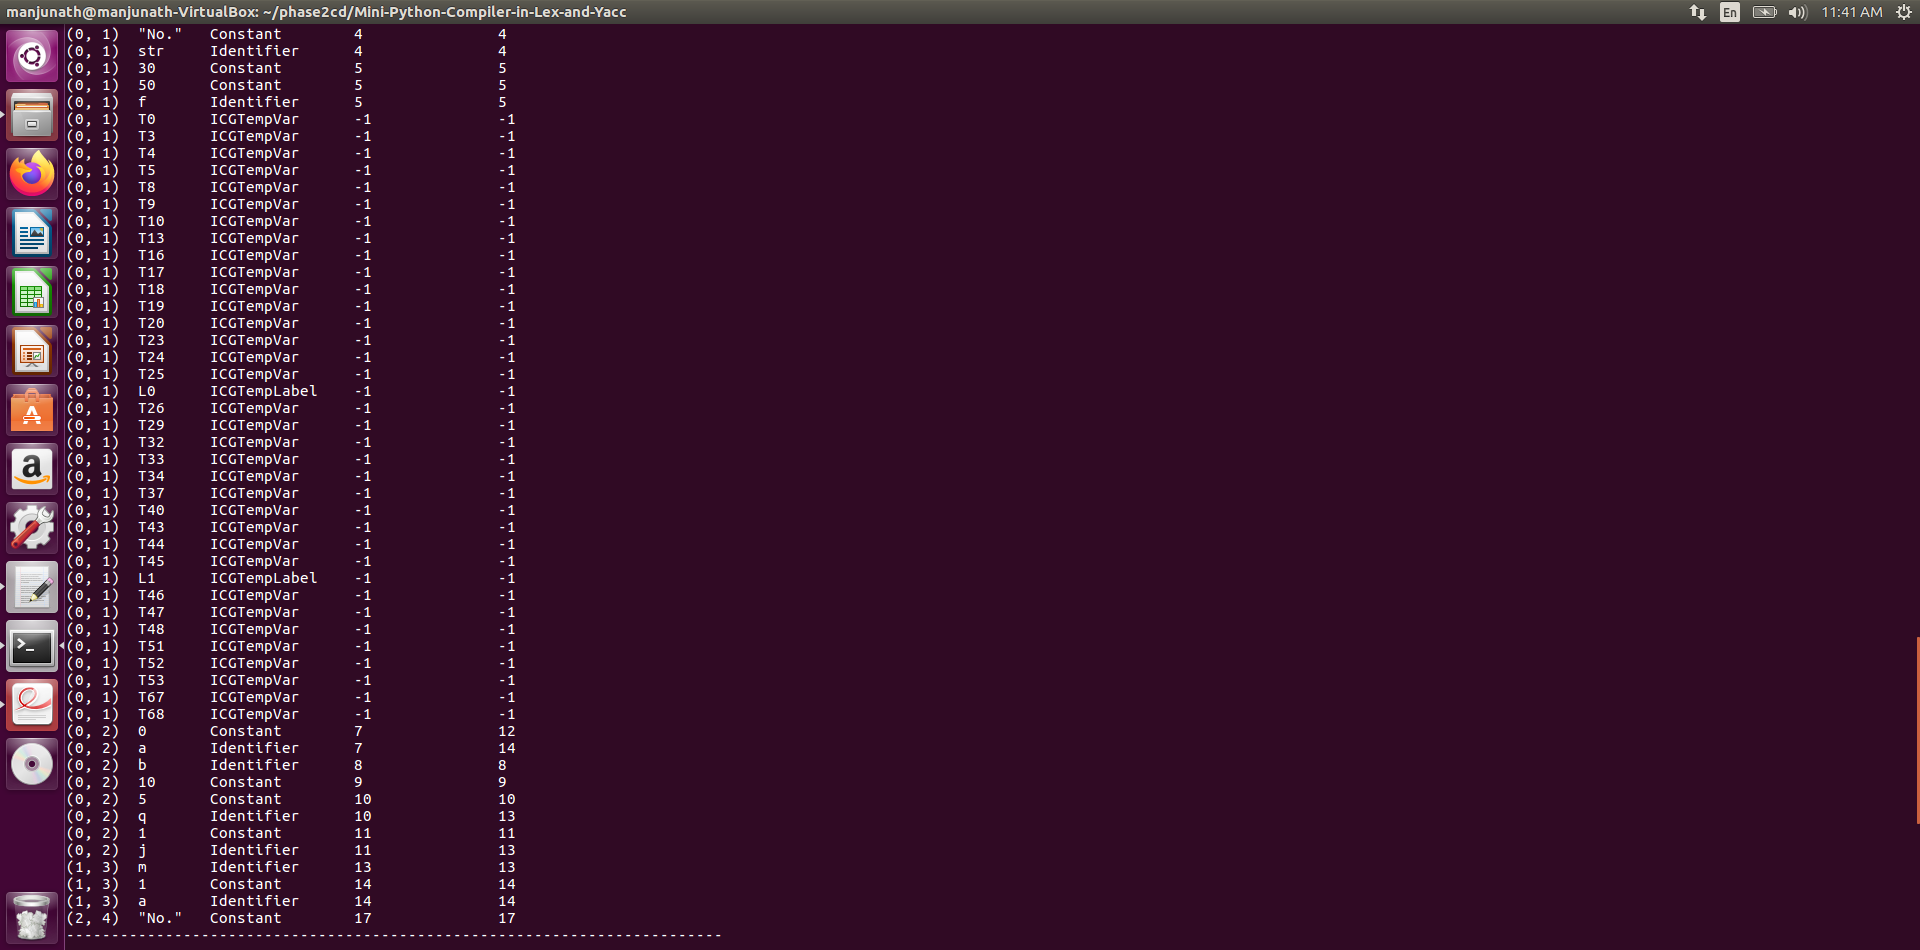 manjunath@manjunath-VirtualBox: ~/phase2cd/Mini-Python-Compiler-in-Lex-and-Yacc En 11:41 AM
(0, 1) "No." Constant 4 4
(0, 1) str Identifier 4 4
(0, 1) 30 Constant 5 5
(0, 1) 50 Constant 5 5
(0, 1) f Identifier 5 5
(0, 1) T0 ICGTempVar -1 -1
(0, 1) T3 ICGTempVar -1 -1
(0, 1) T4 ICGTempVar -1 -1
(0, 1) T5 ICGTempVar -1 -1
(0, 1) T8 ICGTempVar -1 -1
(0, 1) T9 ICGTempVar -1 -1
(0, 1) T10 ICGTempVar -1 -1
(0, 1) T13 ICGTempVar -1 -1
(0, 1) T16 ICGTempVar -1 -1
(0, 1) T17 ICGTempVar -1 -1
(0, 1) T18 ICGTempVar -1 -1
(0, 1) T19 ICGTempVar -1 -1
(0, 1) T20 ICGTempVar -1 -1
(0, 1) T23 ICGTempVar -1 -1
(0, 1) T24 ICGTempVar -1 -1
(0, 1) T25 ICGTempVar -1 -1
(0, 1) L0 ICGTempLabel -1 -1
(0, 1) T26 ICGTempVar -1 -1
(0, 1) T29 ICGTempVar -1 -1
(0, 1) T32 ICGTempVar -1 -1
(0, 1) T33 ICGTempVar -1 -1
(0, 1) T34 ICGTempVar -1 -1
(0, 1) T37 ICGTempVar -1 -1
(0, 1) T40 ICGTempVar -1 -1
(0, 1) T43 ICGTempVar -1 -1
(0, 1) T44 ICGTempVar -1 -1
(0, 1) T45 ICGTempVar -1 -1
(0, 1) L1 ICGTempLabel -1 -1
(0, 1) T46 ICGTempVar -1 -1
(0, 1) T47 ICGTempVar -1 -1
(0, 1) T48 ICGTempVar -1 -1
(0, 1) T51 ICGTempVar -1 -1
(0, 1) T52 ICGTempVar -1 -1
(0, 1) T53 ICGTempVar -1 -1
(0, 1) T67 ICGTempVar -1 -1
(0, 1) T68 ICGTempVar -1 -1
(0, 2) 0 Constant 7 12
(0, 2) a Identifier 7 14
(0, 2) b Identifier 8 8
(0, 2) 10 Constant 9 9
(0, 2) 5 Constant 10 10
(0, 2) q Identifier 10 13
(0, 2) 1 Constant 11 11
(0, 2) j Identifier 11 13
(1, 3) m Identifier 13 13
(1, 3) 1 Constant 14 14
(1, 3) a Identifier 14 14
(2, 4) "No." Constant 17 17
-------------------------------------------------------------------------